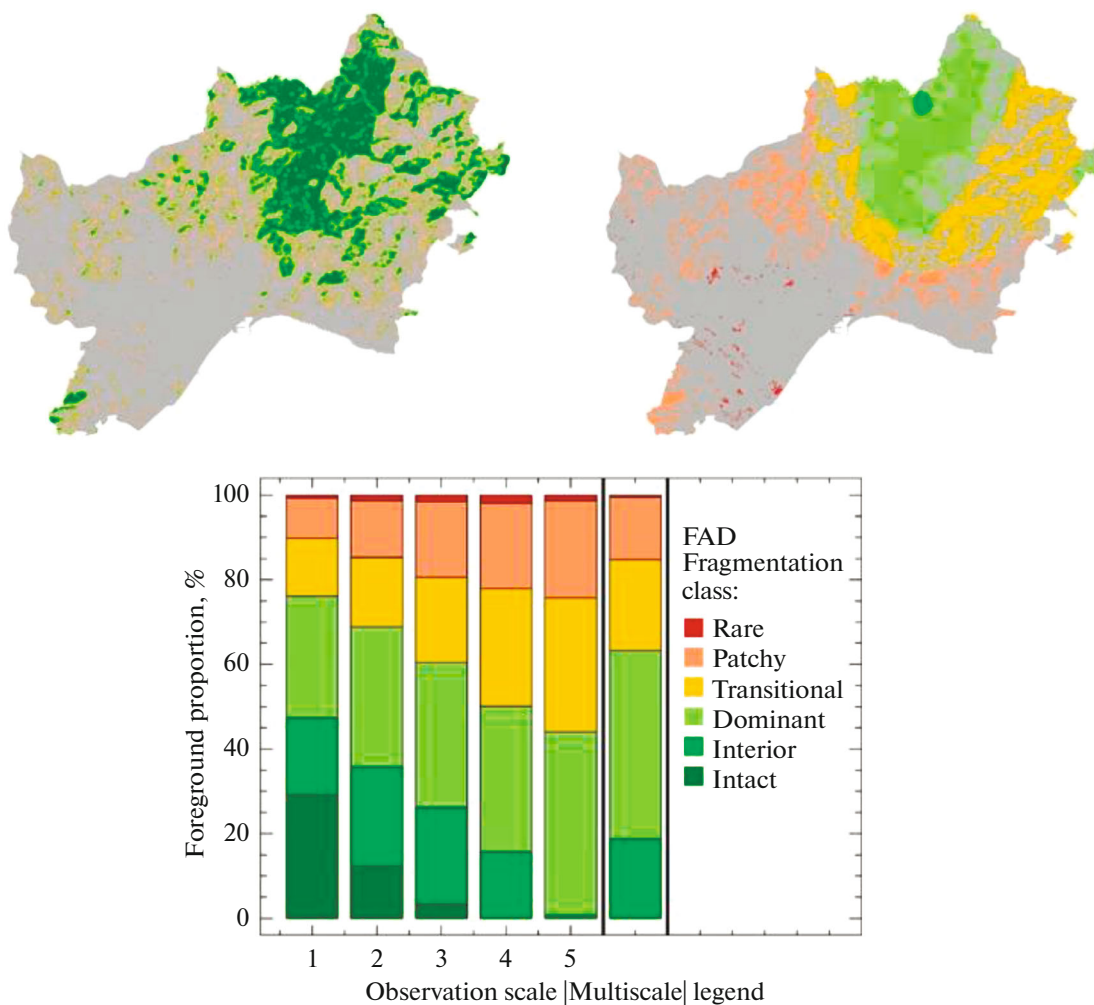 100
80
60
40
20
0
Foreground proportion, %
1 2 3 4 5
Observation scale |Multiscale| legend
FAD
Fragmentation
class:
Rare
Patchy
Transitional
Dominant
Interior
Intact